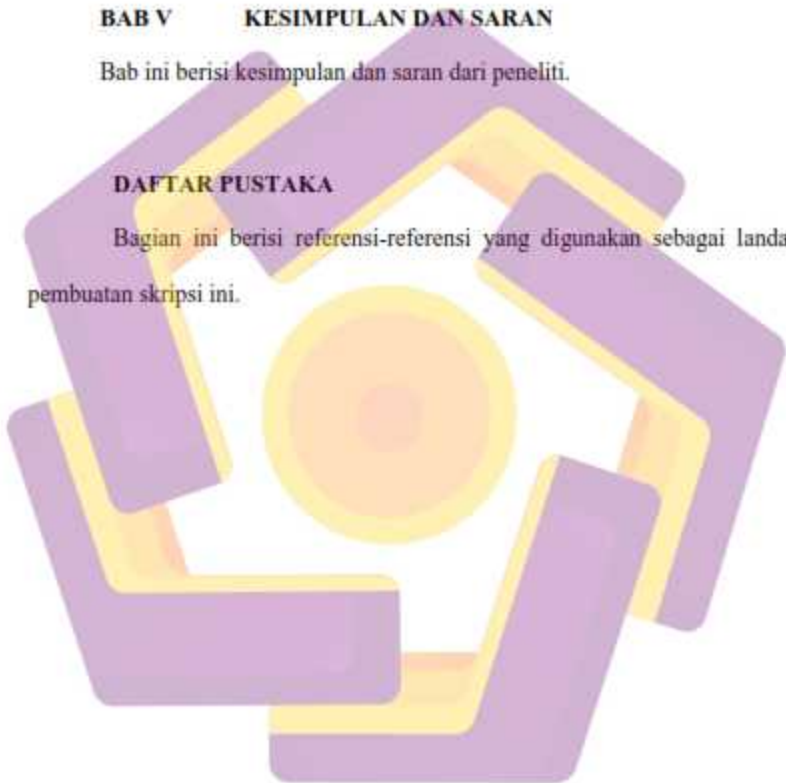 BAB V KESIMPULAN DAN SARAN
Bab ini berisi kesimpulan dan saran dari peneliti.
DAFTAR PUSTAKA
Bagian ini berisi referensi-referensi yang digunakan sebagai landa
pembuatan skripsi ini.